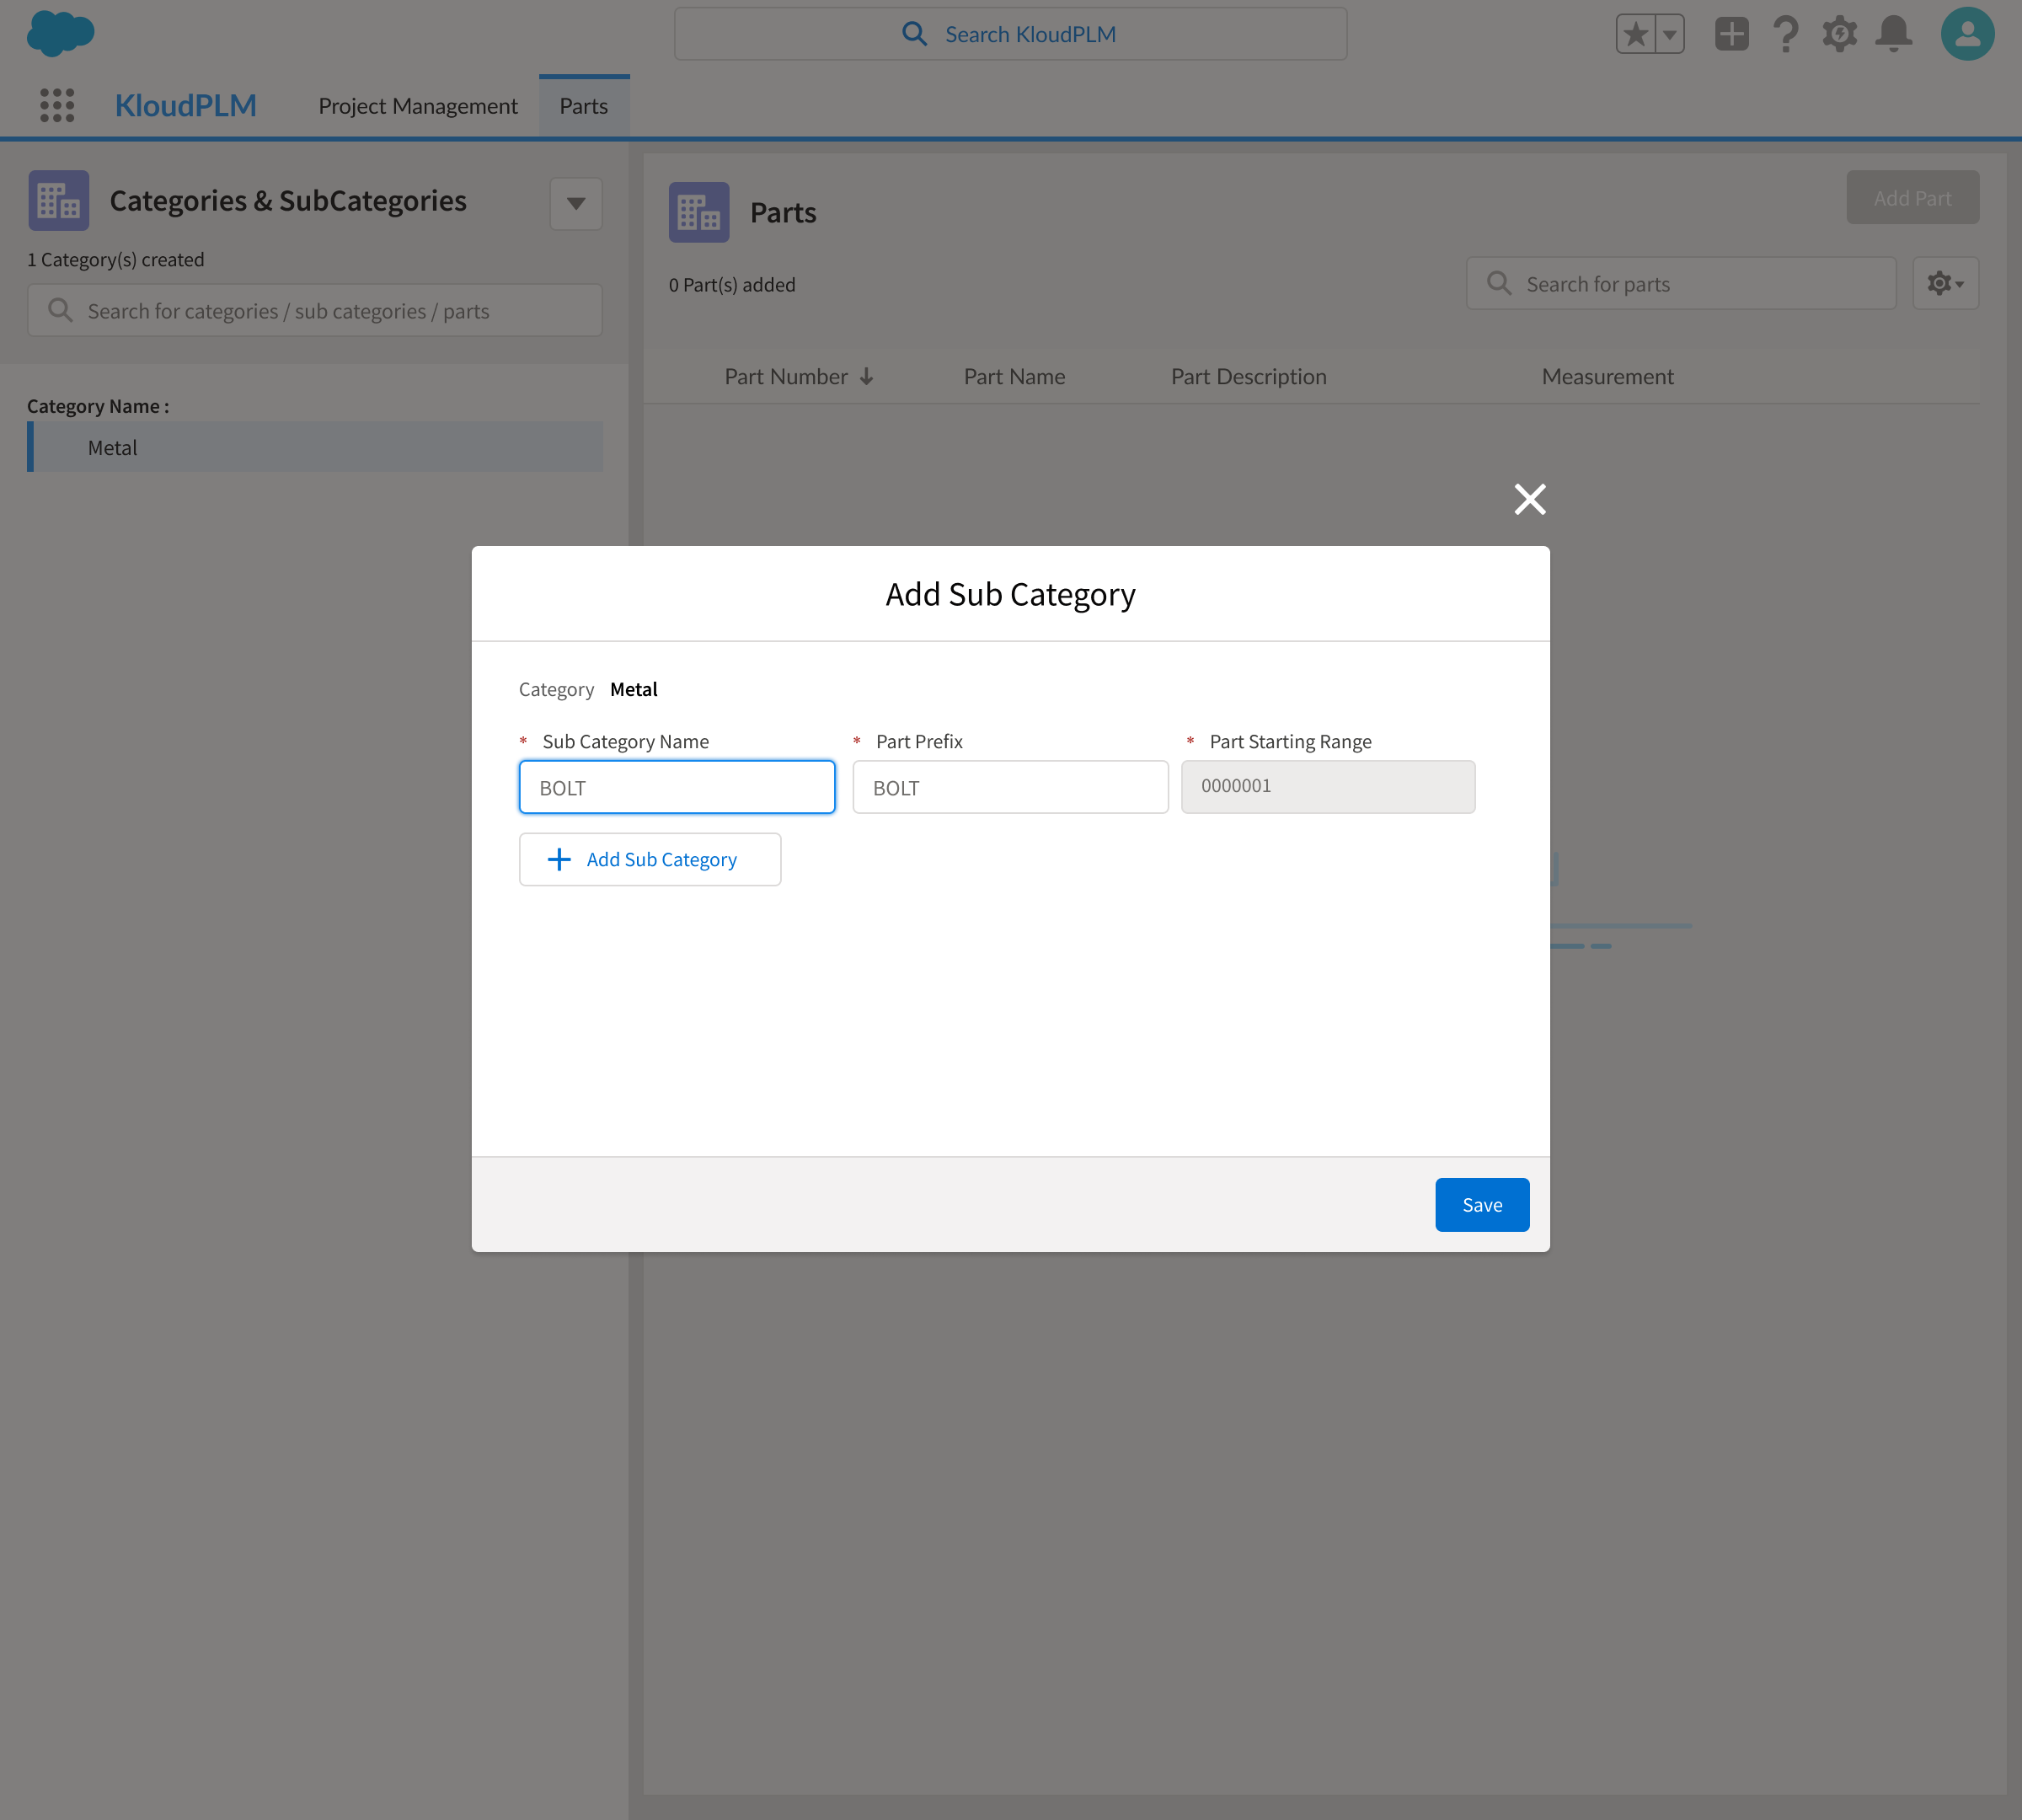 Search KloudPLM
KloudPLM
Project Management
Parts
Categories & SubCategories
1 Category(s) created
Search for categories / sub categories / parts
Category Name :
Metal
Parts
Add Part
0 Part(s) added
Search for parts
Part Number
Part Name
Part Description
Measurement
Add Sub Category
Category Metal
* Sub Category Name
* Part Prefix
* Part Starting Range
BOLT
BOLT
0000001
Add Sub Category
Save